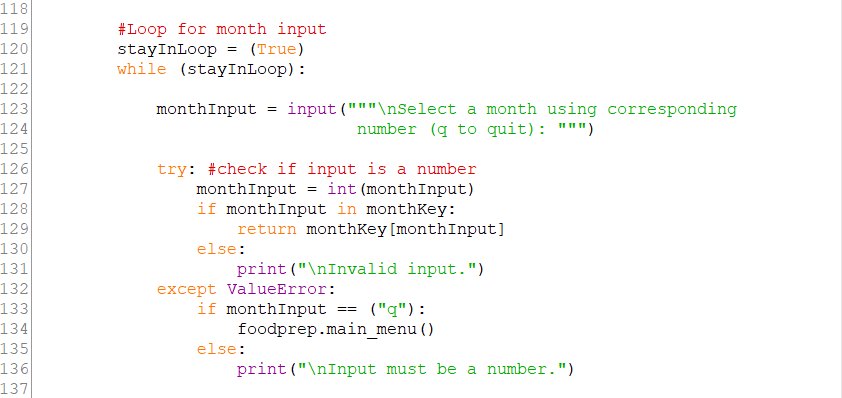 118
119 #Loop for month input
120 stayInLoop = (True)
121 while (stayInLoop):
122
123 monthInput = input("""\nSelect a month using corresponding
124 number (q to quit): """)
125
126 try: #check if input is a number
127 monthInput = int(monthInput)
128 if monthInput in monthKey:
129 return monthKey[monthInput]
130 else:
131 print("\nInvalid input.")
132 except ValueError:
133 if monthInput == ("q"):
134 foodprep.main_menu()
135 else:
136 print("\nInput must be a number.")
137